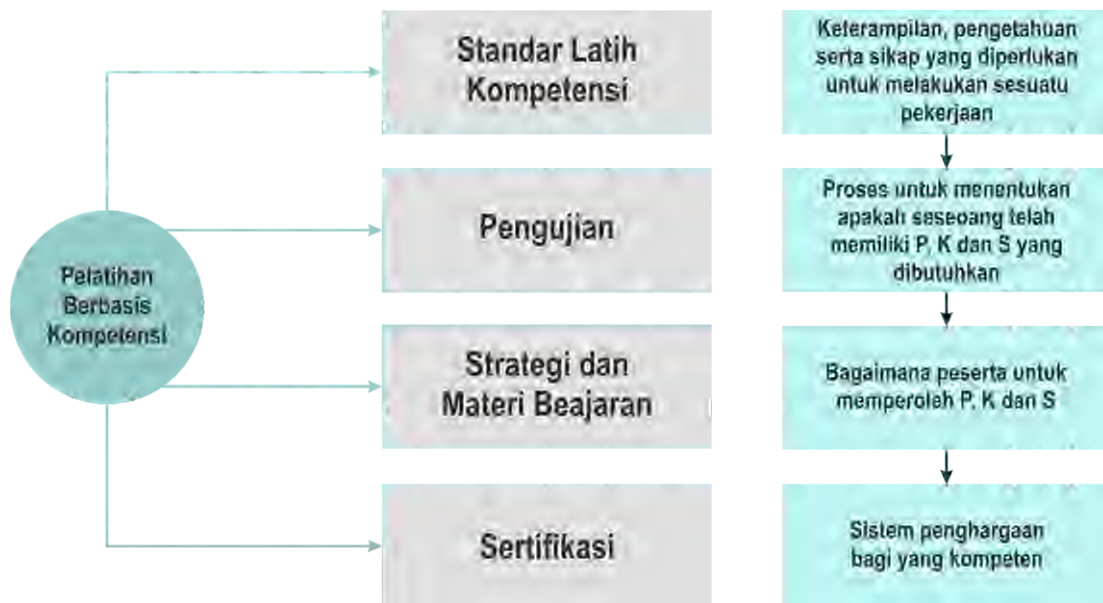 Pelatihan
Berbasis
Kompetensi
Standar Latih
Kompetensi
Keterampilan, pengetahuan
serta sikap yang diperlukan
untuk melakukan sesuatu
pekerjaan
Pengujian
Proses untuk menentukan
apakah seseoang telah
memiliki P, K dan S yang
dibutuhkan
Strategi dan
Materi Beajaran
Bagaimana peserta untuk
memperoleh P, K dan S
Sertifikasi
Sistem penghargaan
bagi yang kompeten